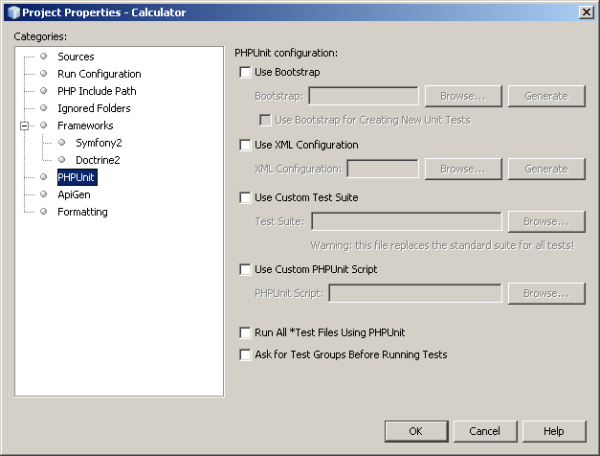 Project Properties - Calculator
Categories:
Sources
Run Configuration
PHP Include Path
Ignored Folders
Frameworks
Symfony2
Doctrine2
PHPUnit
ApiGen
Formatting
PHPUnit configuration:
Use Bootstrap
Bootstrap: Browse... Generate
Use Bootstrap for Creating New Unit Tests
Use XML Configuration
XML Configuration: Browse... Generate
Use Custom Test Suite
Test Suite: Browse...
Warning: this file replaces the standard suite for all tests!
Use Custom PHPUnit Script
PHPUnit Script: Browse...
Run All *Test Files Using PHPUnit
Ask for Test Groups Before Running Tests
OK Cancel Help